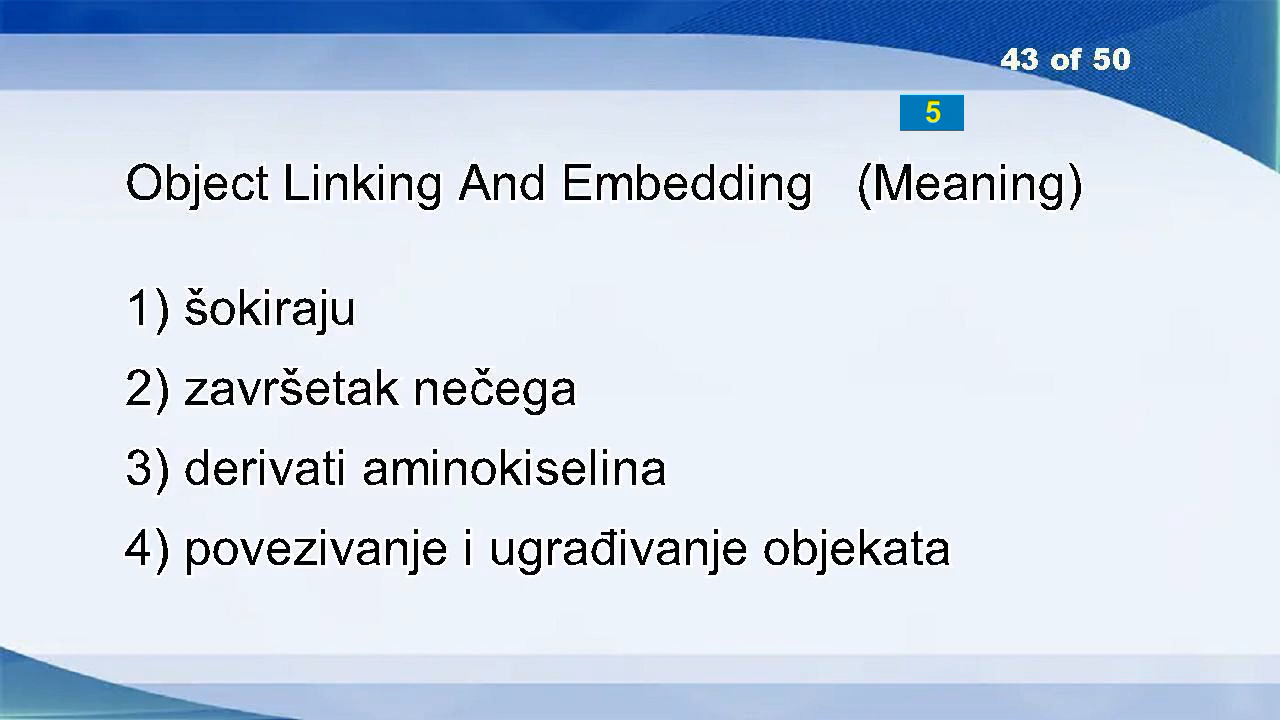 43 of 50
5
Object Linking And Embedding (Meaning)
1) šokiraju
2) završetak nečega
3) derivati aminokiselina
4) povezivanje i ugrađivanje objekata